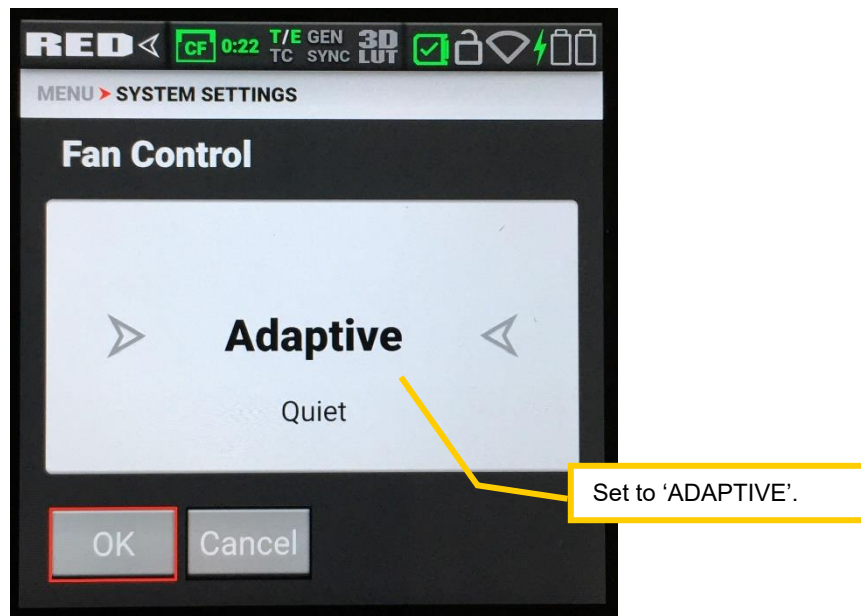 RED CF 0:22 T/E GEN 3D
TC SYNC LUT
MENU > SYSTEM SETTINGS
Fan Control
Adaptive
Quiet
Set to ‘ADAPTIVE’.
OK Cancel